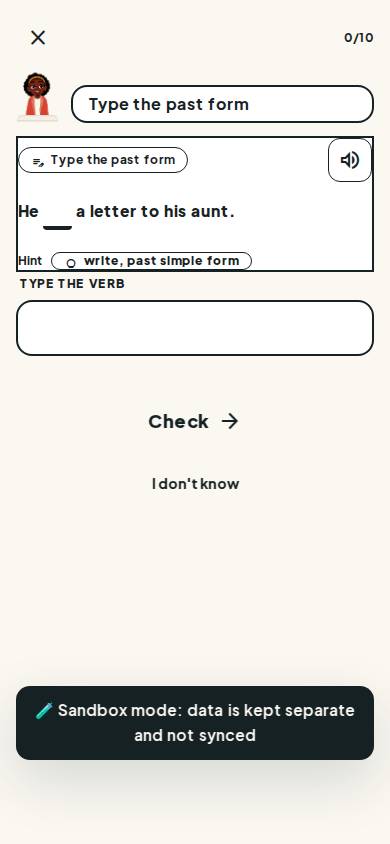 0/10
Type the past form
Type the past form
He ___ a letter to his aunt.
Hint write, past simple form
TYPE THE VERB
Check →
I don't know
🧪 Sandbox mode: data is kept separate
and not synced